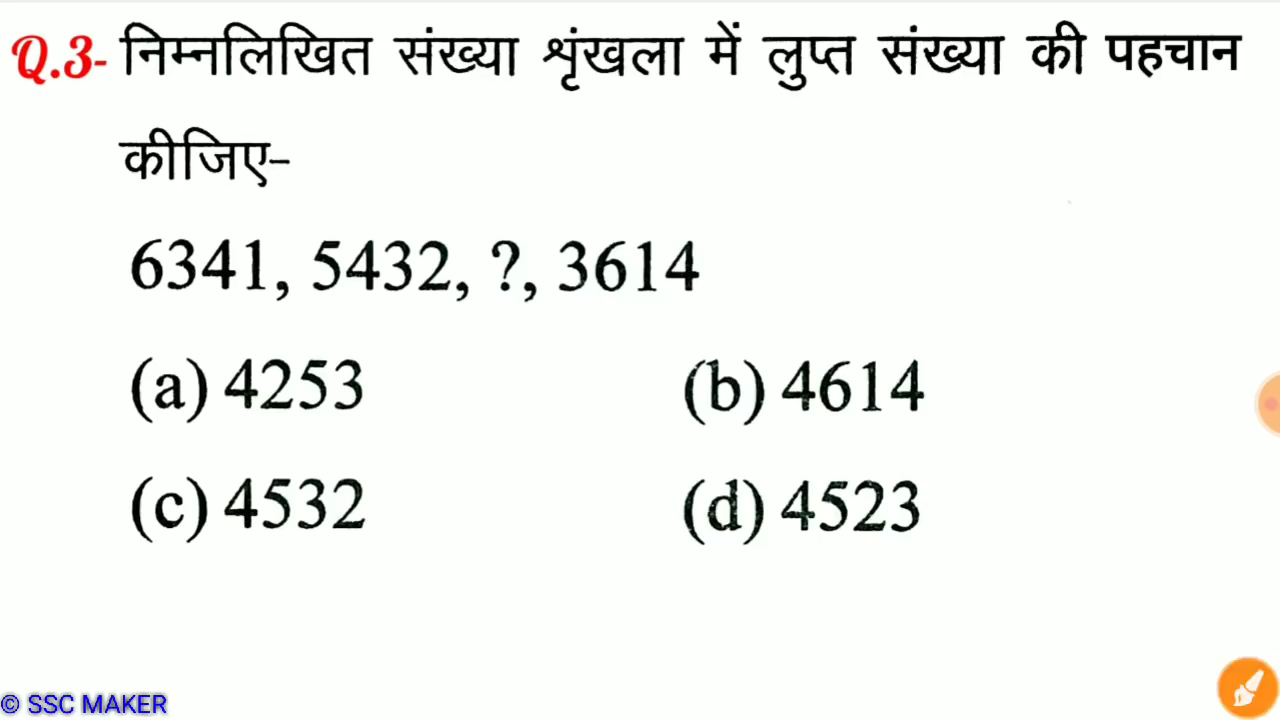 Q.3- निम्नलिखित संख्या शृंखला में लुप्त संख्या की पहचान
कीजिए-
6341, 5432, ?, 3614
(a) 4253 (b) 4614
(c) 4532 (d) 4523
© SSC MAKER